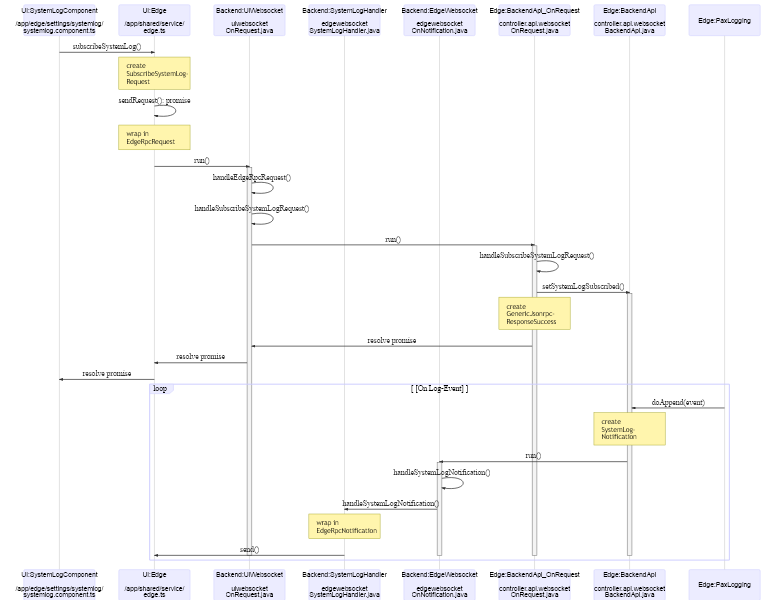 UI:SystemLogComponent
/app/edge/settings/systemlog/
systemlog.component.ts
UI:Edge
/app/shared/service/
edge.ts
Backend:UiWebsocket
uiwebsocket
OnRequest.java
Backend:SystemLogHandler
edgewebsocket
SystemLogHandler.java
Backend:EdgeWebsocket
edgewebsocket
OnNotification.java
Edge:BackendApi_OnRequest
controller.api.websocket
OnRequest.java
Edge:BackendApi
controller.api.websocket
BackendApi.java
Edge:PaxLogging
subscribeSystemLog()
create
SubscribeSystemLog-
Request
sendRequest(): promise
wrap in
EdgeRpcRequest
run()
handleEdgeRpcRequest()
handleSubscribeSystemLogRequest()
run()
handleSubscribeSystemLogRequest()
setSystemLogSubscribed()
create
GenericJsonrpc-
ResponseSuccess
resolve promise
resolve promise
resolve promise
loop
[ [On Log-Event] ]
doAppend(event)
create
SystemLog-
Notification
run()
handleSystemLogNotification()
handleSystemLogNotification()
wrap in
EdgeRpcNotification
send()
UI:SystemLogComponent
/app/edge/settings/systemlog/
systemlog.component.ts
UI:Edge
/app/shared/service/
edge.ts
Backend:UiWebsocket
uiwebsocket
OnRequest.java
Backend:SystemLogHandler
edgewebsocket
SystemLogHandler.java
Backend:EdgeWebsocket
edgewebsocket
OnNotification.java
Edge:BackendApi_OnRequest
controller.api.websocket
OnRequest.java
Edge:BackendApi
controller.api.websocket
BackendApi.java
Edge:PaxLogging